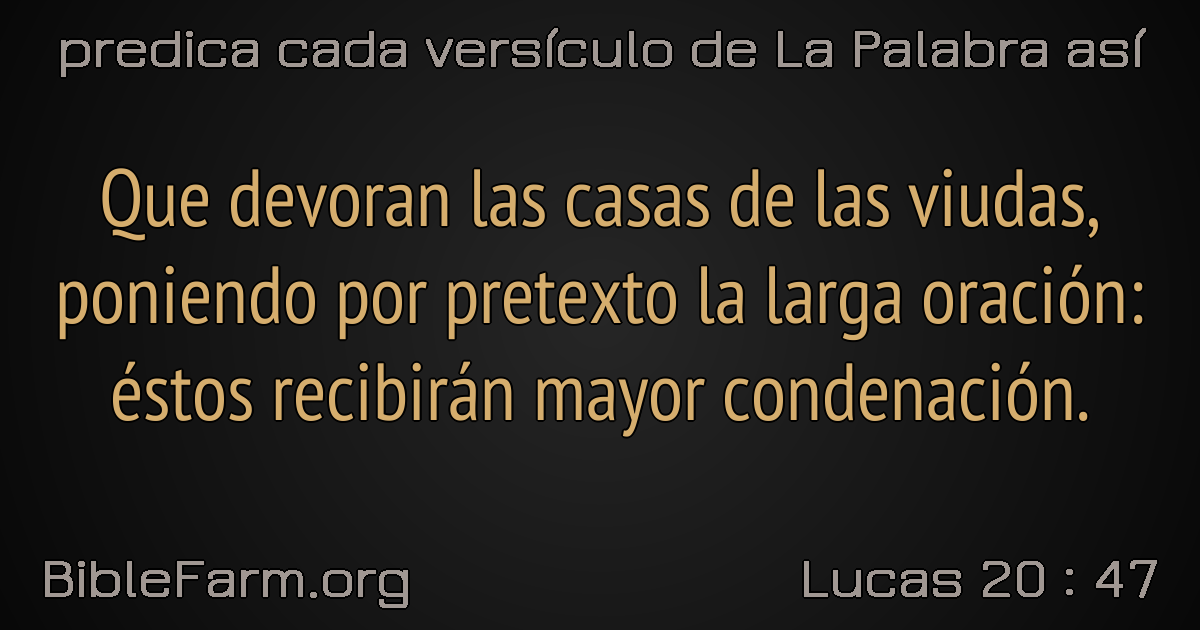 predica cada versículo de La Palabra así
Que devoran las casas de las viudas,
poniendo por pretexto la larga oración:
éstos recibirán mayor condenación.
BibleFarm.org
Lucas 20 : 47